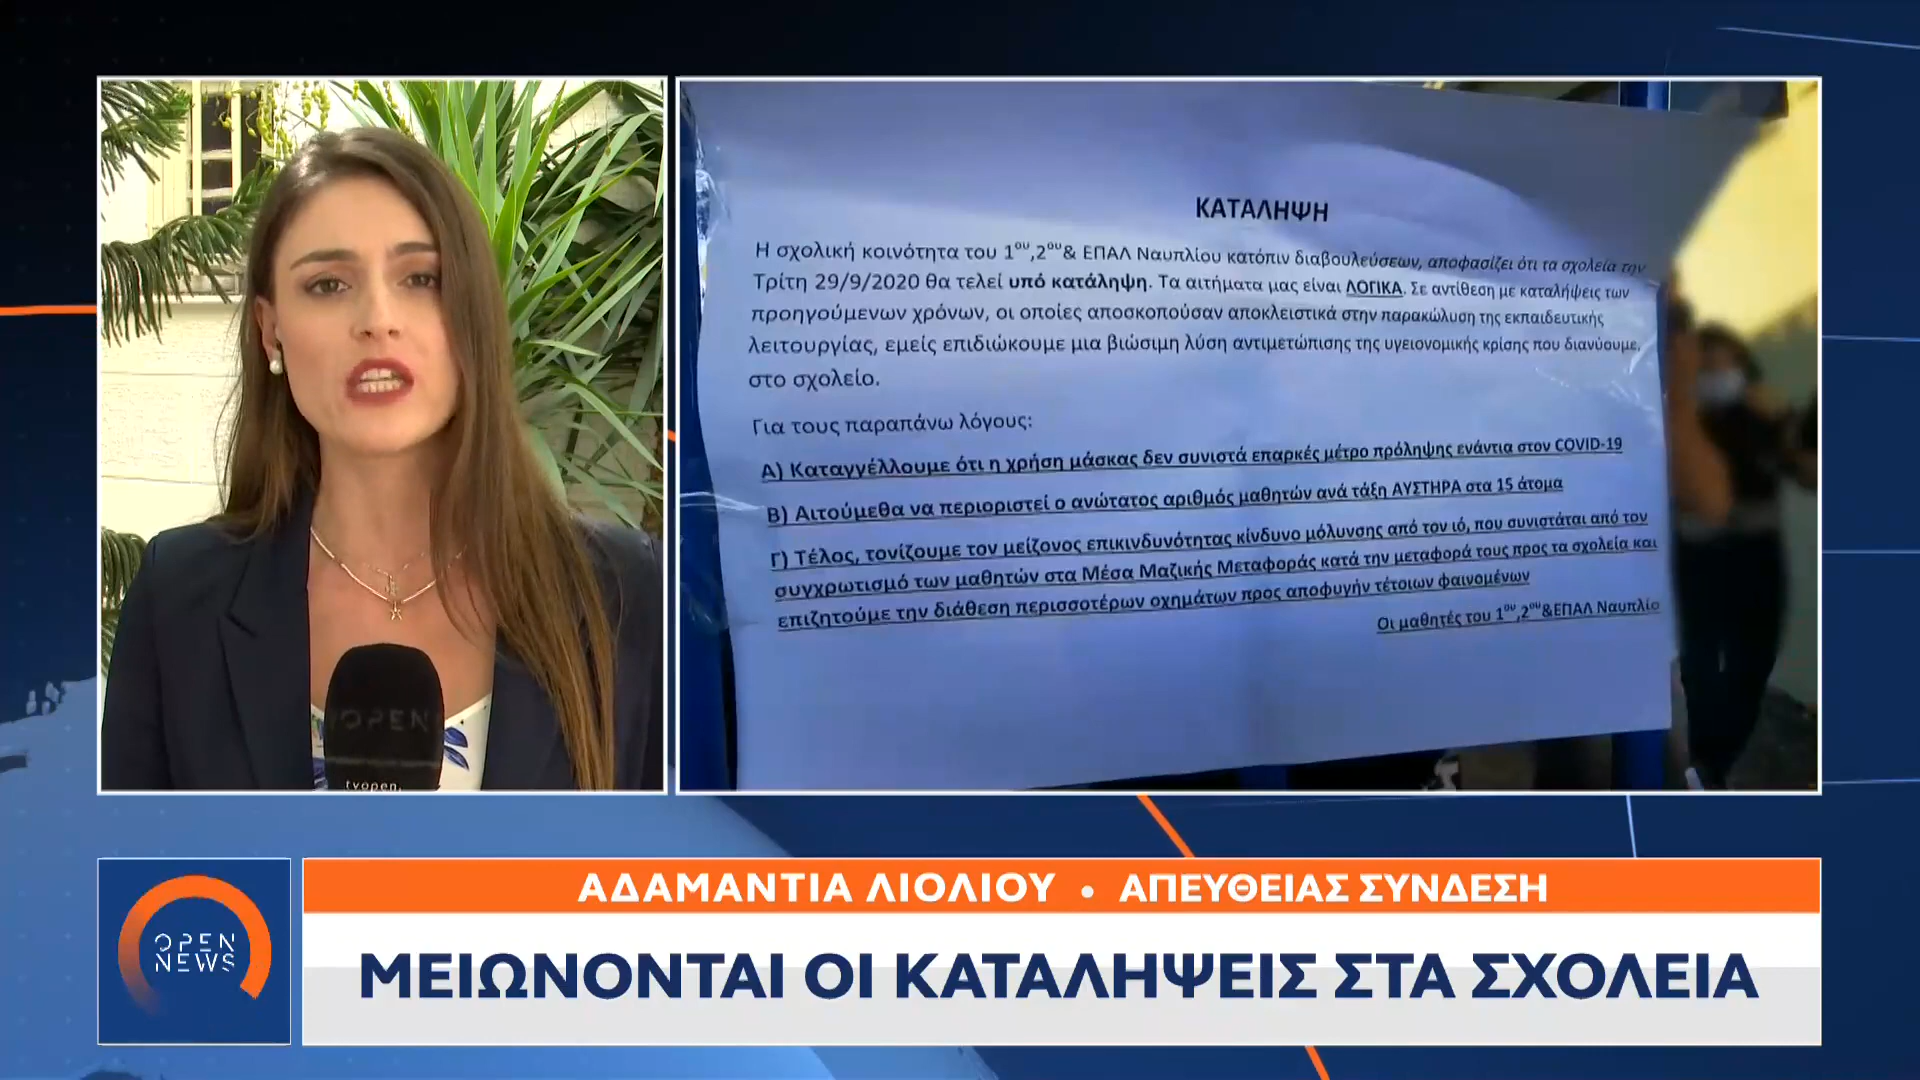 ΚΑΤΑΛΗΨΗ
Η σχολική κοινότητα του 1ου,2ου& ΕΠΑΛ Ναυπλίου κατόπιν διαβουλεύσεων, αποφασίζει ότι τα σχολεία την
Τρίτη 29/9/2020 θα τελεί υπό κατάληψη. Τα αιτήματα μας είναι ΛΟΓΙΚΑ. Σε αντίθεση με καταλήψεις των
προηγούμενων χρόνων, οι οποίες αποσκοπούσαν αποκλειστικά στην παρακώλυση της εκπαιδευτικής
λειτουργίας, εμείς επιδιώκουμε μια βιώσιμη λύση αντιμετώπισης της υγειονομικής κρίσης που διανύουμε,
στο σχολείο.
Για τους παραπάνω λόγους:
Α) Καταγγέλλουμε ότι η χρήση μάσκας δεν συνιστά επαρκές μέτρο πρόληψης ενάντια στον COVID-19
Β) Αιτούμεθα να περιοριστεί ο ανώτατος αριθμός μαθητών ανά τάξη ΑΥΣΤΗΡΑ στα 15 άτομα
Γ) Τέλος, τονίζουμε τον μείζονος επικινδυνότητας κίνδυνο μόλυνσης από τον ιό, που συνιστάται από τον
συγχρωτισμό των μαθητών στα Μέσα Μαζικής Μεταφοράς κατά την μεταφορά τους προς τα σχολεία και
επιζητούμε την διάθεση περισσοτέρων οχημάτων προς αποφυγήν τέτοιων φαινομένων
Οι μαθητές του 1ου,2ου&ΕΠΑΛ Ναυπλίο
OPEN
tvopen.
OPEN
NEWS
ΑΔΑΜΑΝΤΙΑ ΛΙΟΛΙΟΥ • ΑΠΕΥΘΕΙΑΣ ΣΥΝΔΕΣΗ
ΜΕΙΩΝΟΝΤΑΙ ΟΙ ΚΑΤΑΛΗΨΕΙΣ ΣΤΑ ΣΧΟΛΕΙΑ